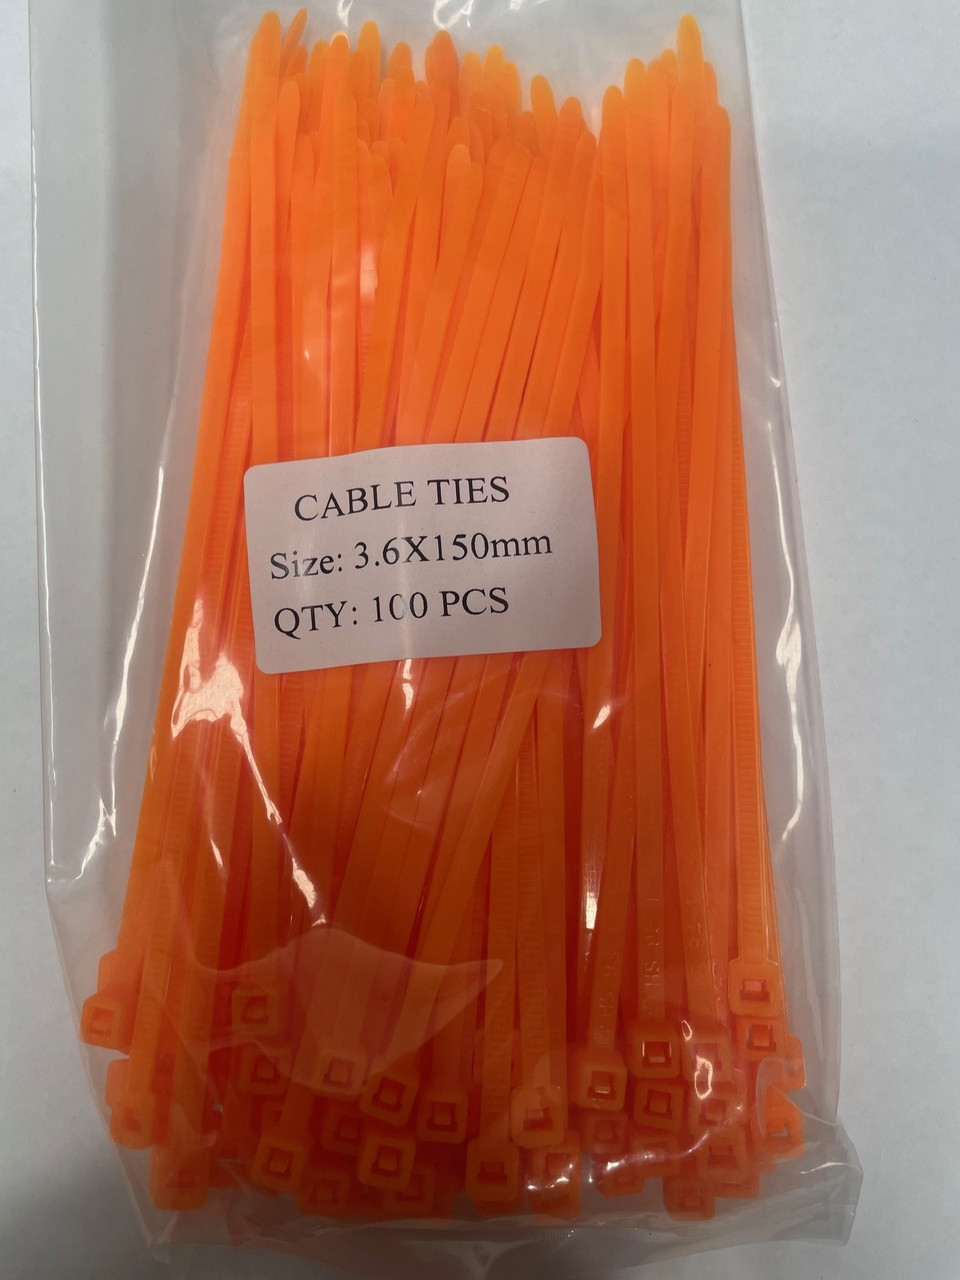 CABLE TIES
Size: 3.6X150mm
QTY: 100 PCS